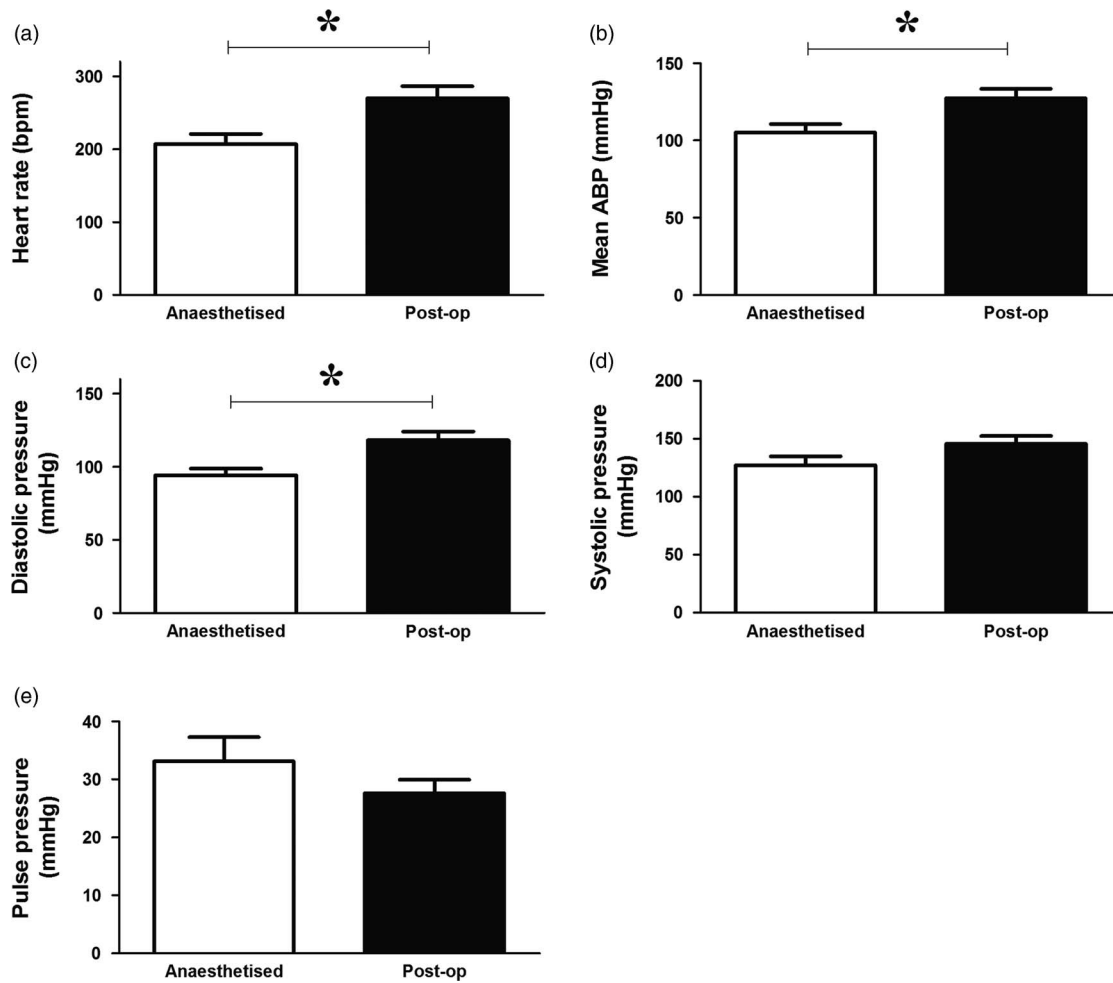 (a)
*
Heart rate (bpm)
300
200
100
0
Anaesthetised
Post-op
(b)
*
Mean ABP (mmHg)
150
100
50
0
Anaesthetised
Post-op
(c)
*
Diastolic pressure
(mmHg)
150
100
50
0
Anaesthetised
Post-op
(d)
Systolic pressure
(mmHg)
200
150
100
50
0
Anaesthetised
Post-op
(e)
Pulse pressure
(mmHg)
40
30
20
10
0
Anaesthetised
Post-op